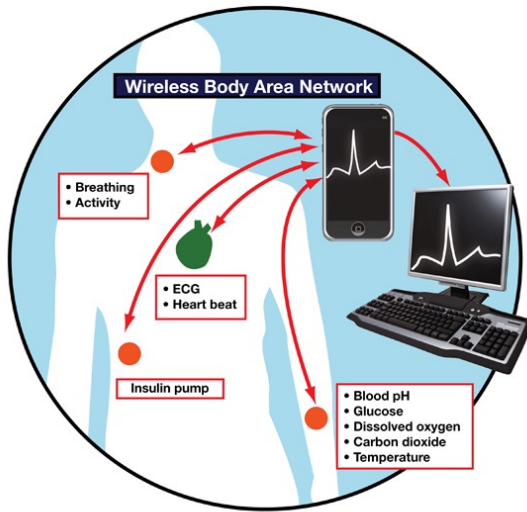 Wireless Body Area Network
• Breathing
• Activity
• ECG
• Heart beat
Insulin pump
• Blood pH
• Glucose
• Dissolved oxygen
• Carbon dioxide
• Temperature